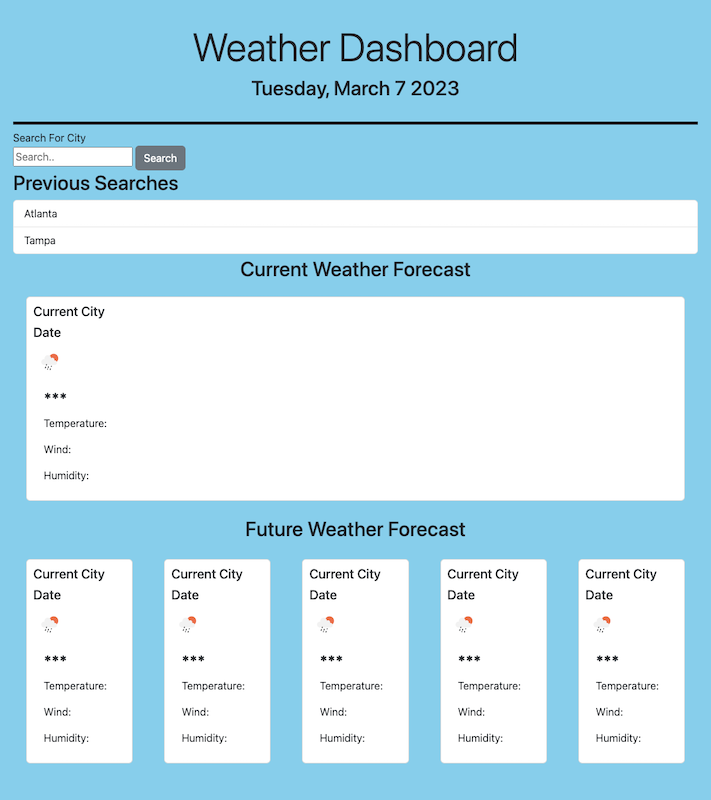 Weather Dashboard
Tuesday, March 7 2023
Search For City
Search.. Search
Previous Searches
Atlanta
Tampa
Current Weather Forecast
Current City
Date
***
Temperature:
Wind:
Humidity:
Future Weather Forecast
Current City
Date
***
Temperature:
Wind:
Humidity:
Current City
Date
***
Temperature:
Wind:
Humidity:
Current City
Date
***
Temperature:
Wind:
Humidity:
Current City
Date
***
Temperature:
Wind:
Humidity:
Current City
Date
***
Temperature:
Wind:
Humidity: